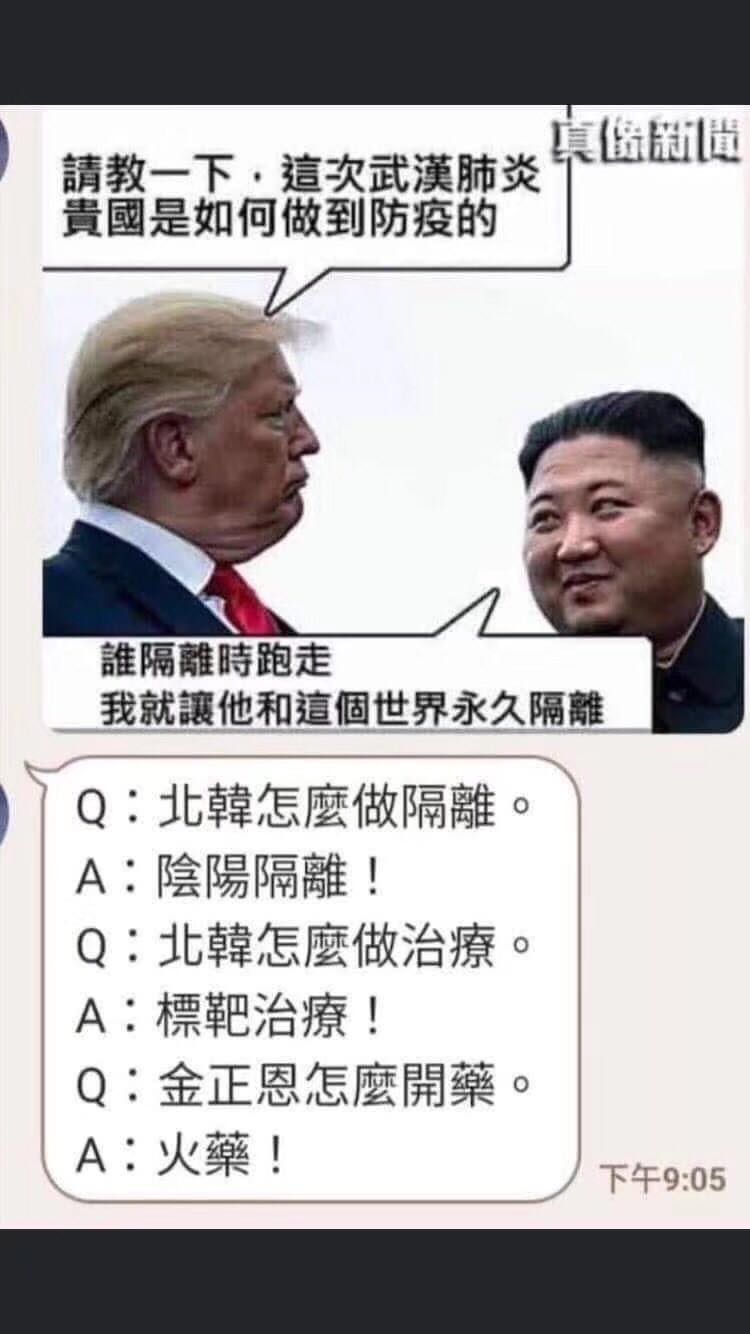 真像新聞
請教一下，這次武漢肺炎
貴國是如何做到防疫的
誰隔離時跑走
我就讓他和這個世界永久隔離
Q：北韓怎麼做隔離。
A：陰陽隔離！
Q：北韓怎麼做治療。
A：標靶治療！
Q：金正恩怎麼開藥。
A：火藥！
下午9:05